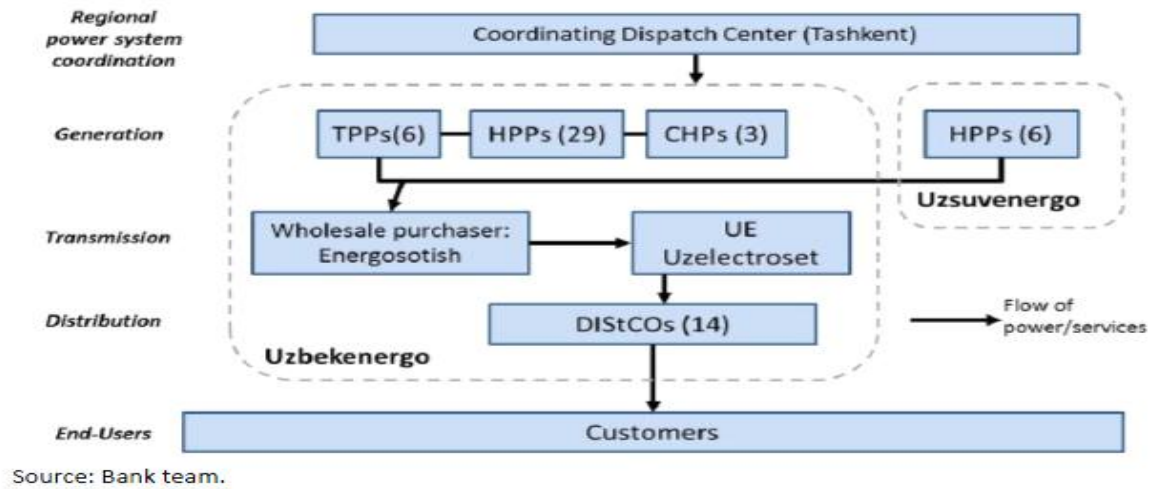 Regional
power system
coordination
Coordinating Dispatch Center (Tashkent)
Generation
TPPs(6)
HPPs (29)
CHPs (3)
HPPs (6)
Uzsuvenergo
Transmission
Wholesale purchaser:
Energosotish
UE
Uzelectroset
Distribution
DIStCOs (14)
Flow of
power/services
Uzbekenergo
End-Users
Customers
Source: Bank team.